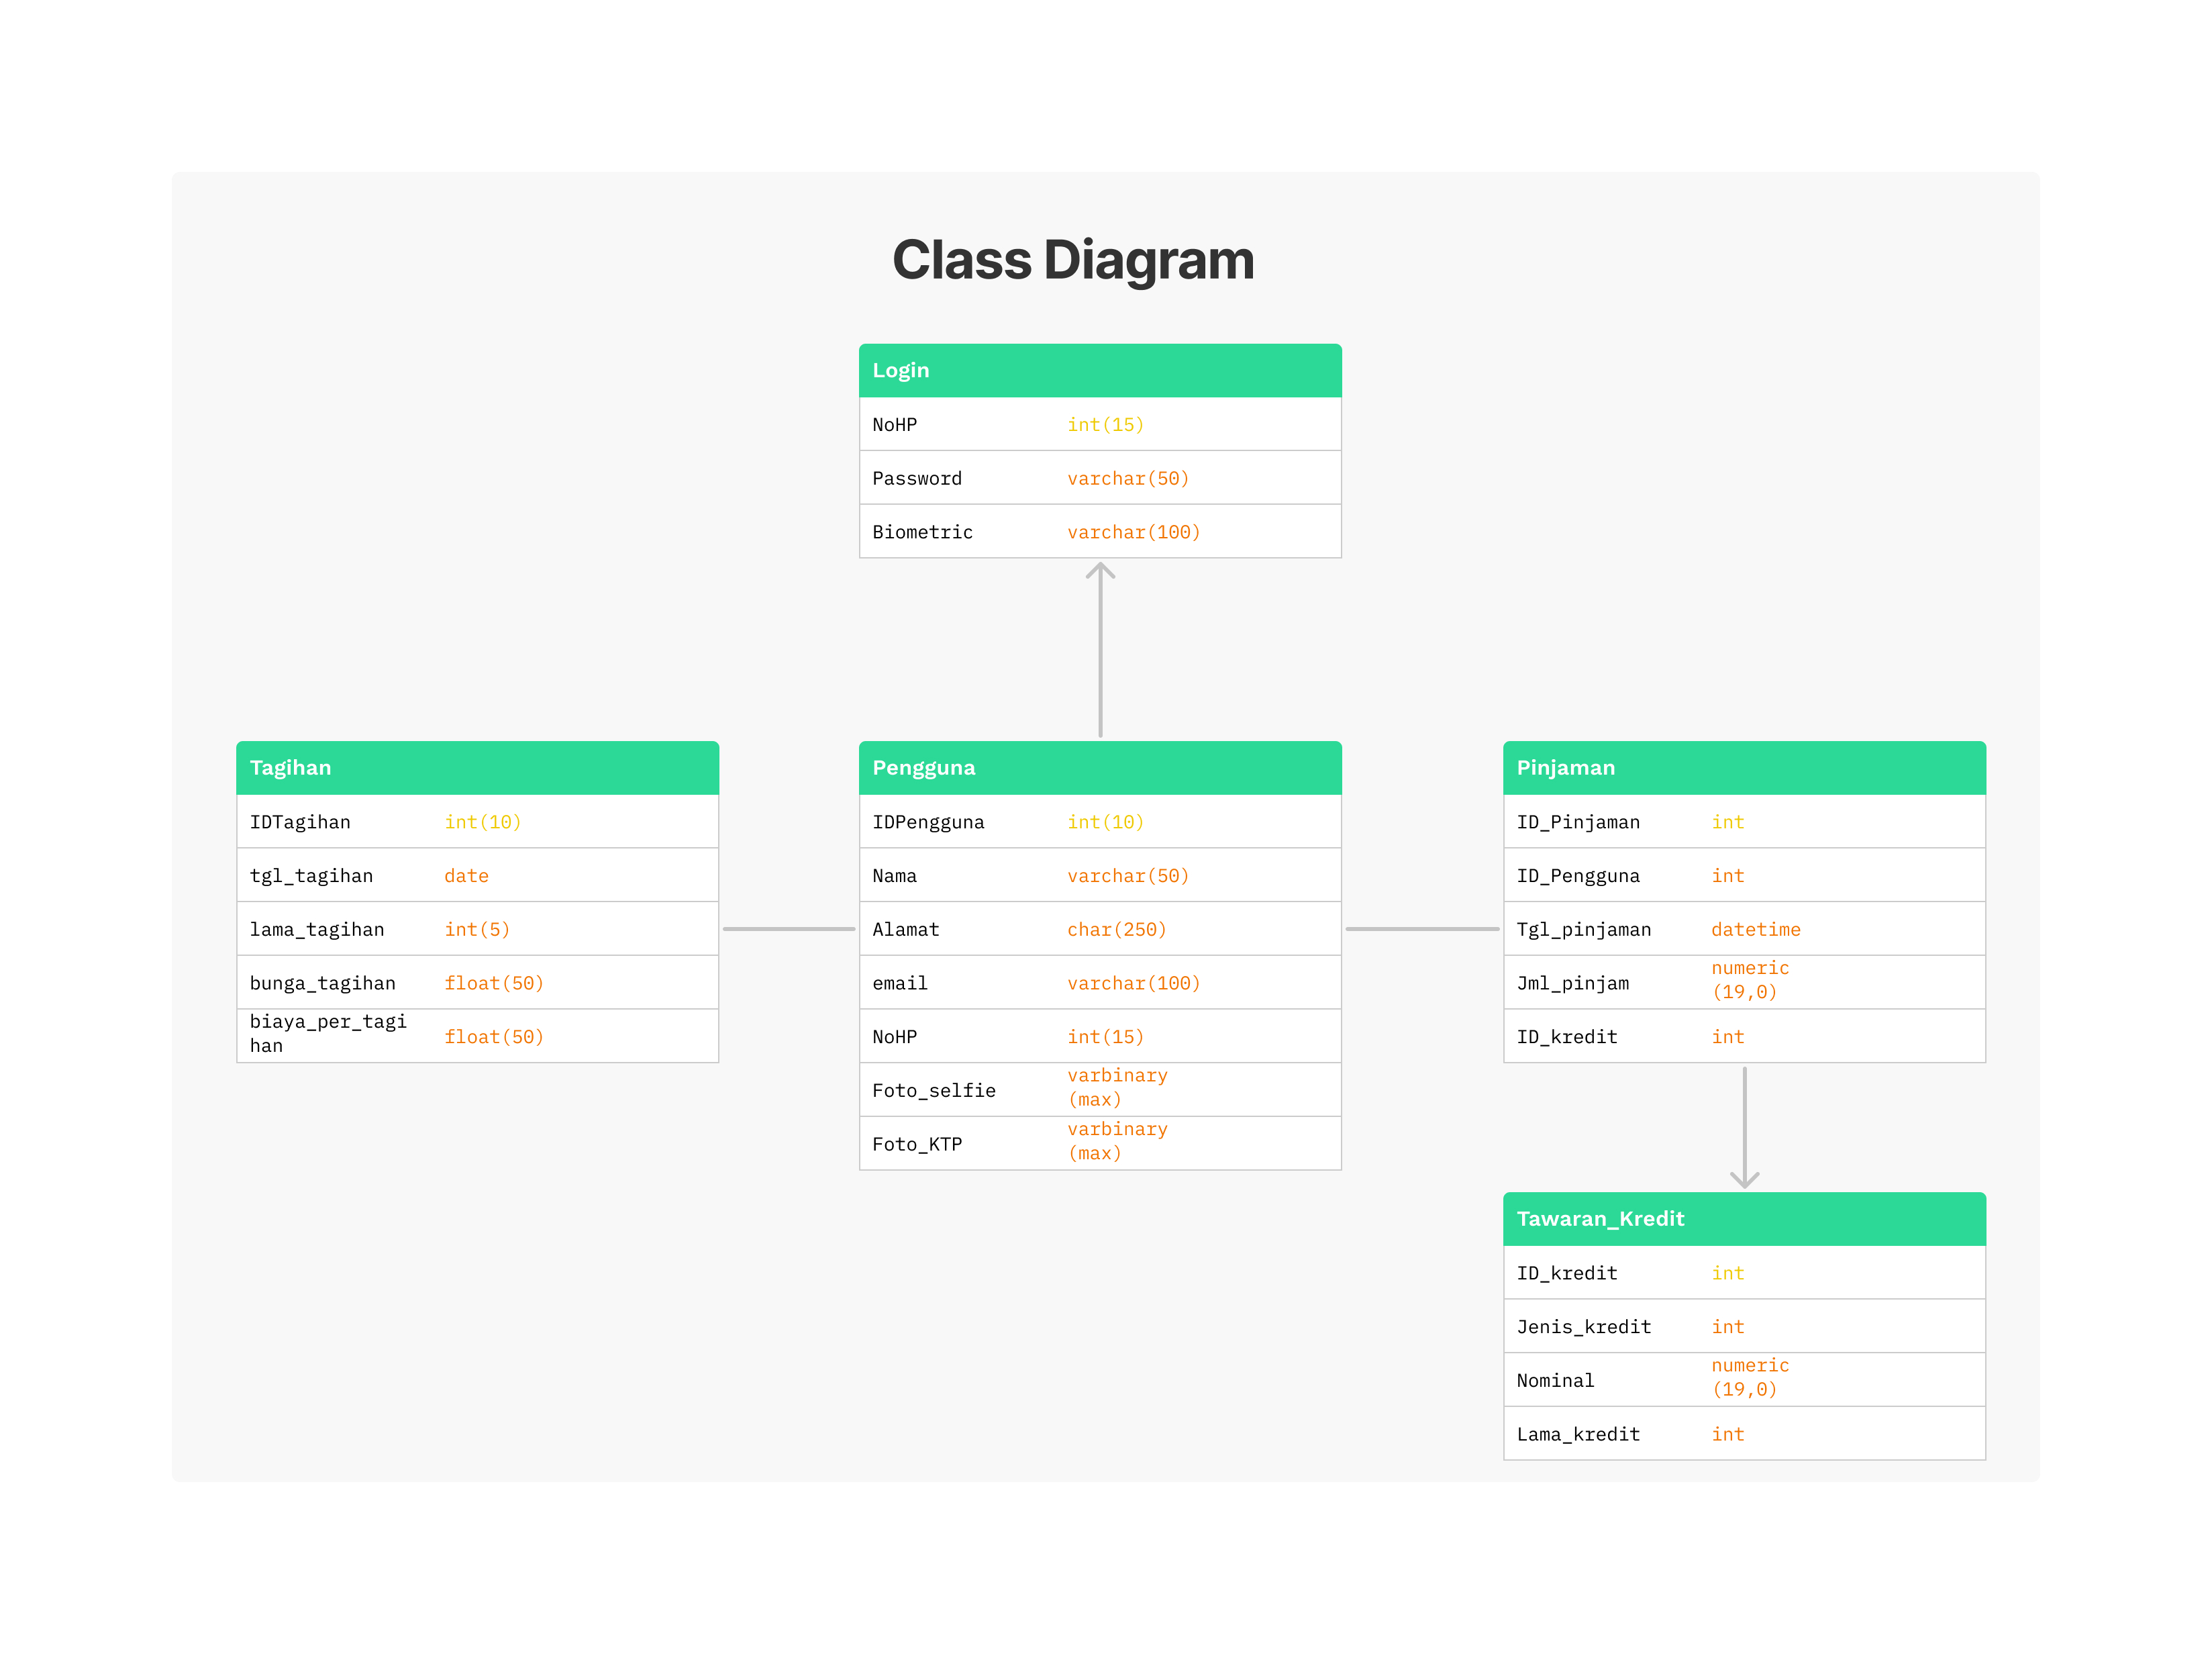 Class Diagram
Login
NoHP int(15)
Password varchar(50)
Biometric varchar(100)
Tagihan
IDTagihan int(10)
tgl_tagihan date
lama_tagihan int(5)
bunga_tagihan float(50)
biaya_per_tagi
han float(50)
Pengguna
IDPengguna int(10)
Nama varchar(50)
Alamat char(250)
email varchar(100)
NoHP int(15)
Foto_selfie varbinary
(max)
Foto_KTP varbinary
(max)
Pinjaman
ID_Pinjaman int
ID_Pengguna int
Tgl_pinjaman datetime
Jml_pinjam numeric
(19,0)
ID_kredit int
Tawaran_Kredit
ID_kredit int
Jenis_kredit int
Nominal numeric
(19,0)
Lama_kredit int